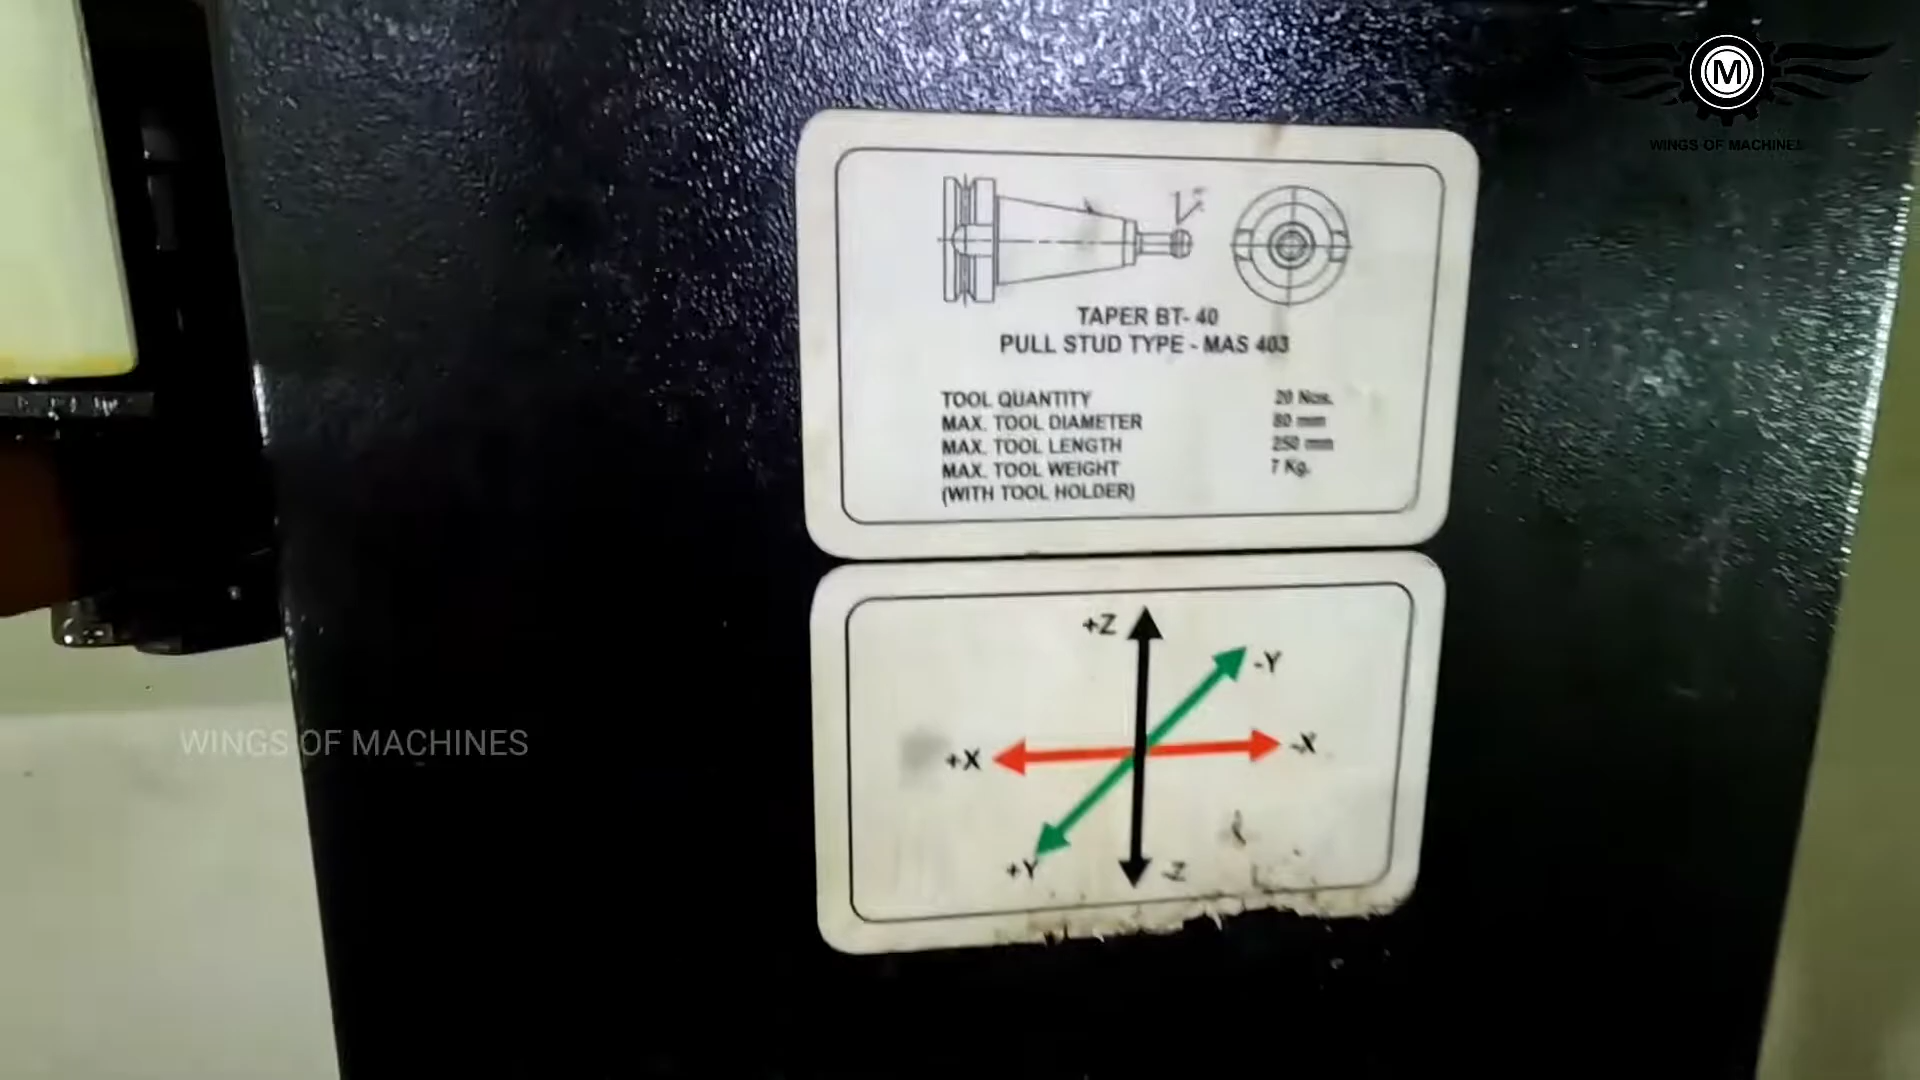 M
WINGS OF MACHINES
TAPER BT- 40
PULL STUD TYPE - MAS 403
TOOL QUANTITY 20 Nos.
MAX. TOOL DIAMETER 80 mm
MAX. TOOL LENGTH 250 mm
MAX. TOOL WEIGHT 7 Kg.
(WITH TOOL HOLDER)
+Z
-Y
WINGS OF MACHINES
+X -X
+Y -Z